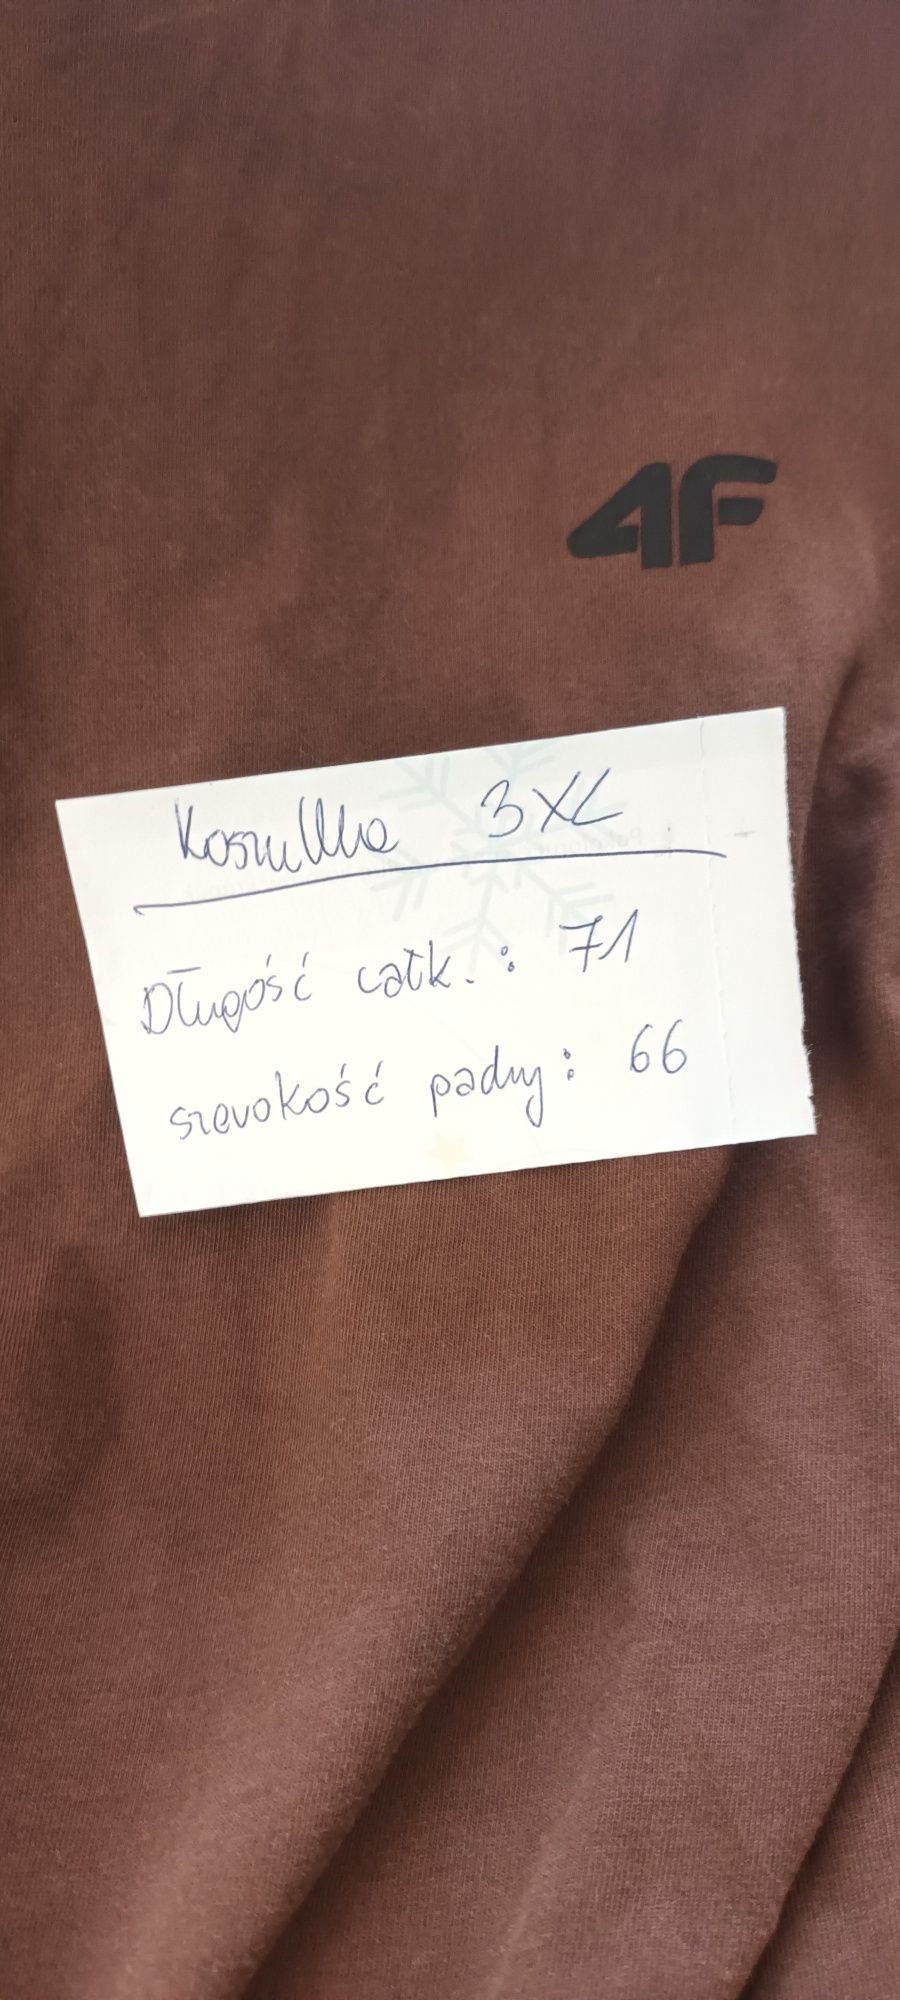 4F
Koszulka 3XL
Długość całk.: 71
szerokość pachy: 66